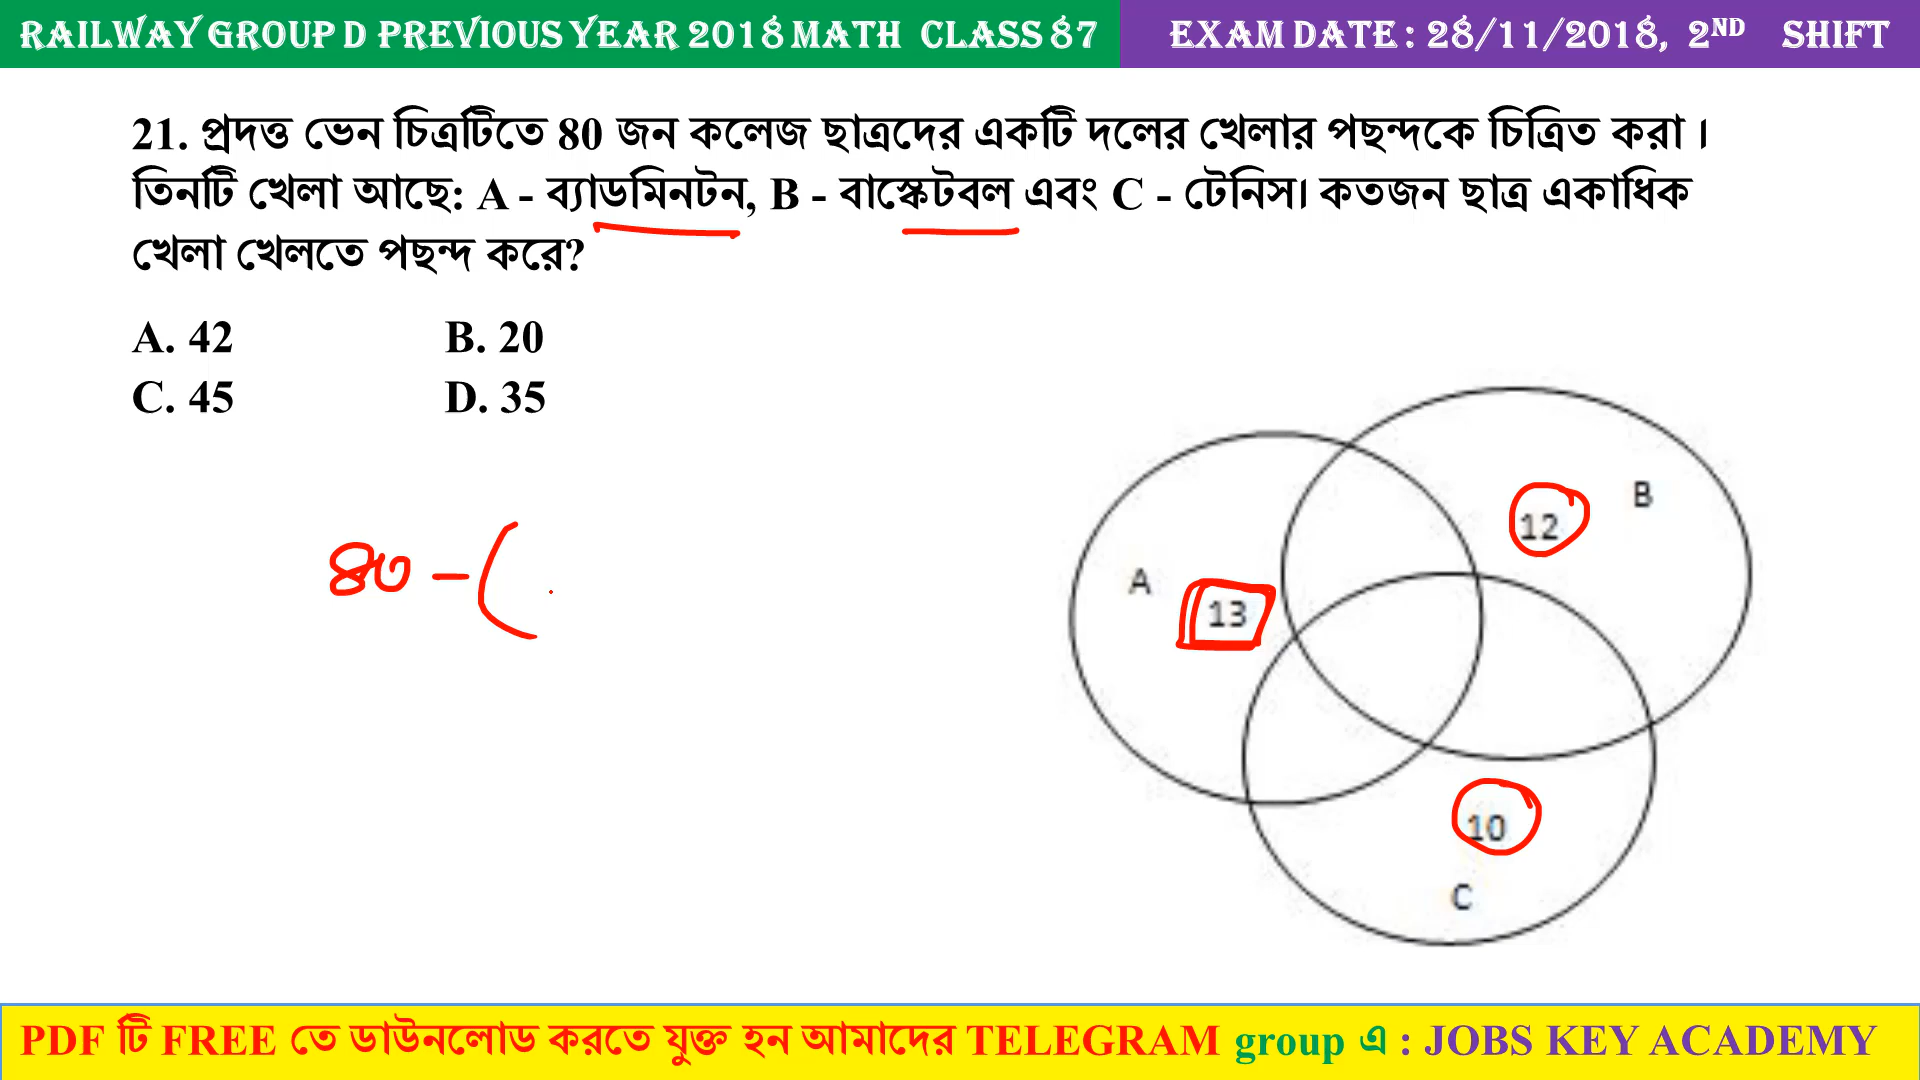 RAILWAY GROUP D PREVIOUS YEAR 2018 MATH CLASS 87
EXAM DATE : 28/11/2018, 2ND SHIFT
21. প্রদত্ত ভেন চিত্রটিতে 80 জন কলেজ ছাত্রদের একটি দলের খেলার পছন্দকে চিত্রিত করা।
তিনটি খেলা আছে: A - ব্যাডমিনটন, B - বাস্কেটবল এবং C - টেনিস। কতজন ছাত্র একাধিক
খেলা খেলতে পছন্দ করে?
A. 42 B. 20
C. 45 D. 35
B
12
A
13
80 - (
10
C
PDF টি FREE তে ডাউনলোড করতে যুক্ত হন আমাদের TELEGRAM group এ : JOBS KEY ACADEMY